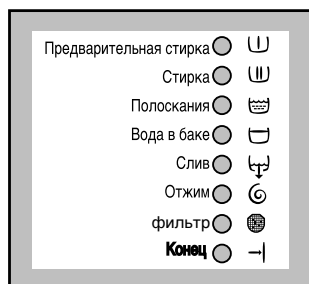 Предварительная стирка
Стирка
Полоскания
Вода в баке
Слив
Отжим
фильтр
Конец